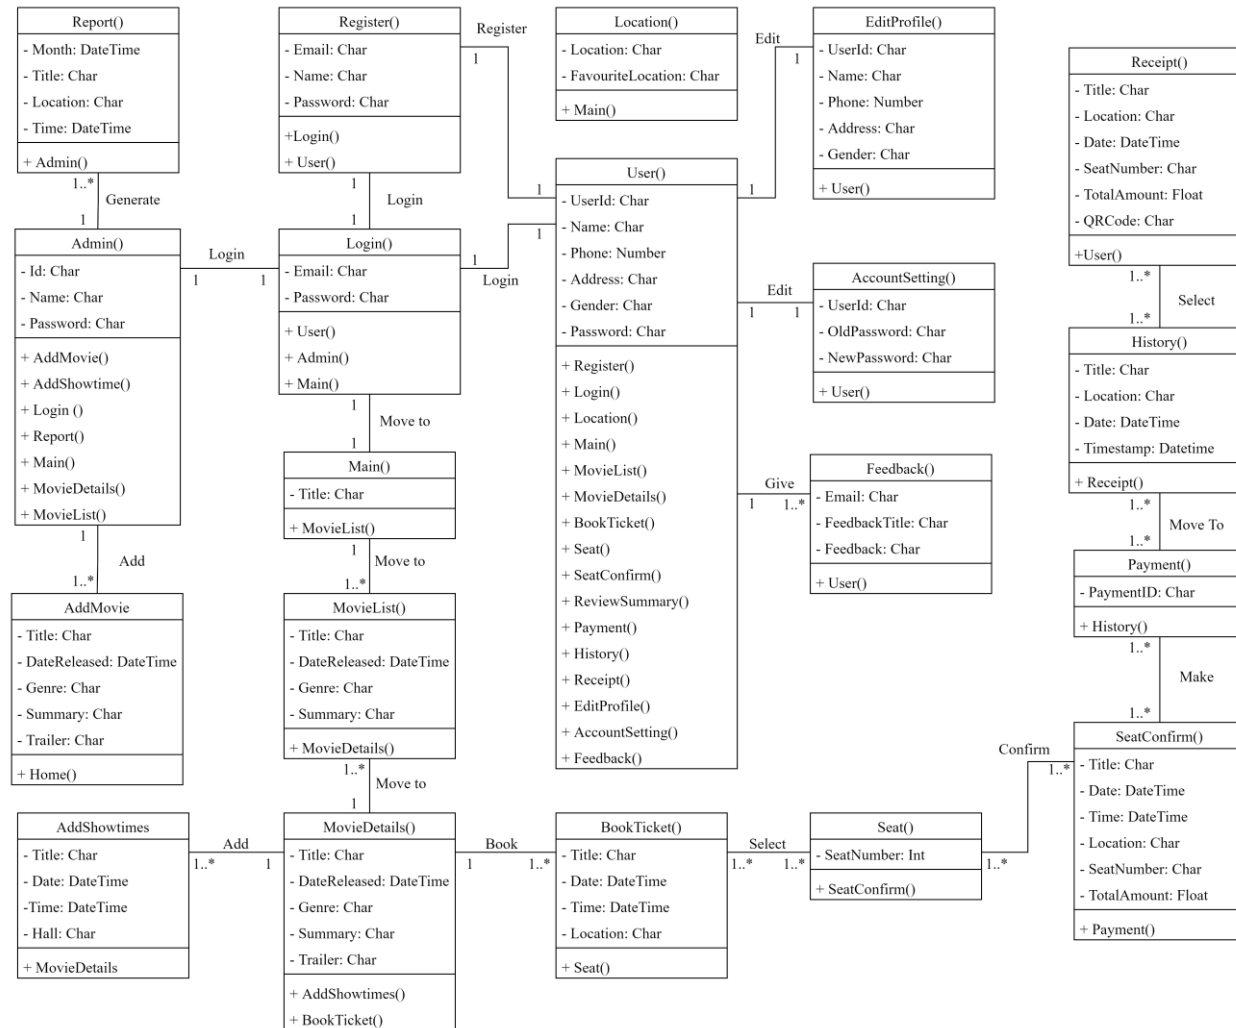 Report()
- Month: DateTime
- Title: Char
- Location: Char
- Time: DateTime
+ Admin()
1..*
Generate
1
Register()
- Email: Char
- Name: Char
- Password: Char
+Login()
+ User()
Register
1
1
1
Login
Location()
- Location: Char
- FavouriteLocation: Char
+ Main()
EditProfile()
- UserId: Char
- Name: Char
- Phone: Number
- Address: Char
- Gender: Char
+ User()
Edit
1
1
Receipt()
- Title: Char
- Location: Char
- Date: DateTime
- SeatNumber: Char
- TotalAmount: Float
- QRCode: Char
+User()
1..*
Select
1..*
Admin()
- Id: Char
- Name: Char
- Password: Char
+ AddMovie()
+ AddShowtime()
+ Login ()
+ Report()
+ Main()
+ MovieDetails()
+ MovieList()
Login
1
1
1
Login()
- Email: Char
- Password: Char
+ User()
+ Admin()
+ Main()
1
Login
1
1
Move to
1
User()
- UserId: Char
- Name: Char
- Phone: Number
- Address: Char
- Gender: Char
- Password: Char
+ Register()
+ Login()
+ Location()
+ Main()
+ MovieList()
+ MovieDetails()
+ BookTicket()
+ Seat()
+ SeatConfirm()
+ ReviewSummary()
+ Payment()
+ History()
+ Receipt()
+ EditProfile()
+ AccountSetting()
+ Feedback()
Edit
1
1
AccountSetting()
- UserId: Char
- OldPassword: Char
- NewPassword: Char
+ User()
History()
- Title: Char
- Location: Char
- Date: DateTime
- Timestamp: Datetime
+ Receipt()
1..*
Move To
1..*
Main()
- Title: Char
+ MovieList()
1
Move to
1..*
Give
1
1..*
Feedback()
- Email: Char
- FeedbackTitle: Char
- Feedback: Char
+ User()
Payment()
- PaymentID: Char
+ History()
1..*
Make
1..*
Add
1..*
AddMovie
- Title: Char
- DateReleased: DateTime
- Genre: Char
- Summary: Char
- Trailer: Char
+ Home()
MovieList()
- Title: Char
- DateReleased: DateTime
- Genre: Char
- Summary: Char
+ MovieDetails()
1..*
Move to
1
SeatConfirm()
- Title: Char
- Date: DateTime
- Time: DateTime
- Location: Char
- SeatNumber: Char
- TotalAmount: Float
+ Payment()
Confirm
1..*
1..*
AddShowtimes
- Title: Char
- Date: DateTime
-Time: DateTime
- Hall: Char
+ MovieDetails
Add
1..*
1
MovieDetails()
- Title: Char
- DateReleased: DateTime
- Genre: Char
- Summary: Char
- Trailer: Char
+ AddShowtimes()
+ BookTicket()
Book
1
1..*
BookTicket()
- Title: Char
- Date: DateTime
- Time: DateTime
- Location: Char
+ Seat()
Select
1..*
1..*
Seat()
- SeatNumber: Int
+ SeatConfirm()